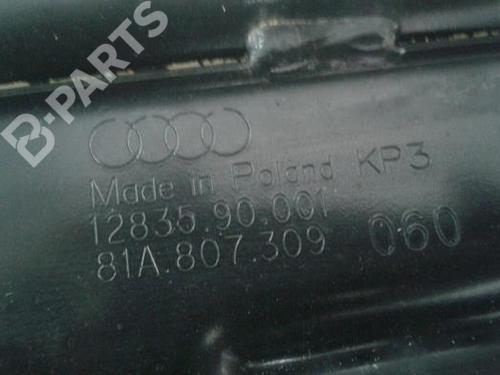 B-PARTS
Made in Poland KP3
12835.90.001
81A.807.309 060